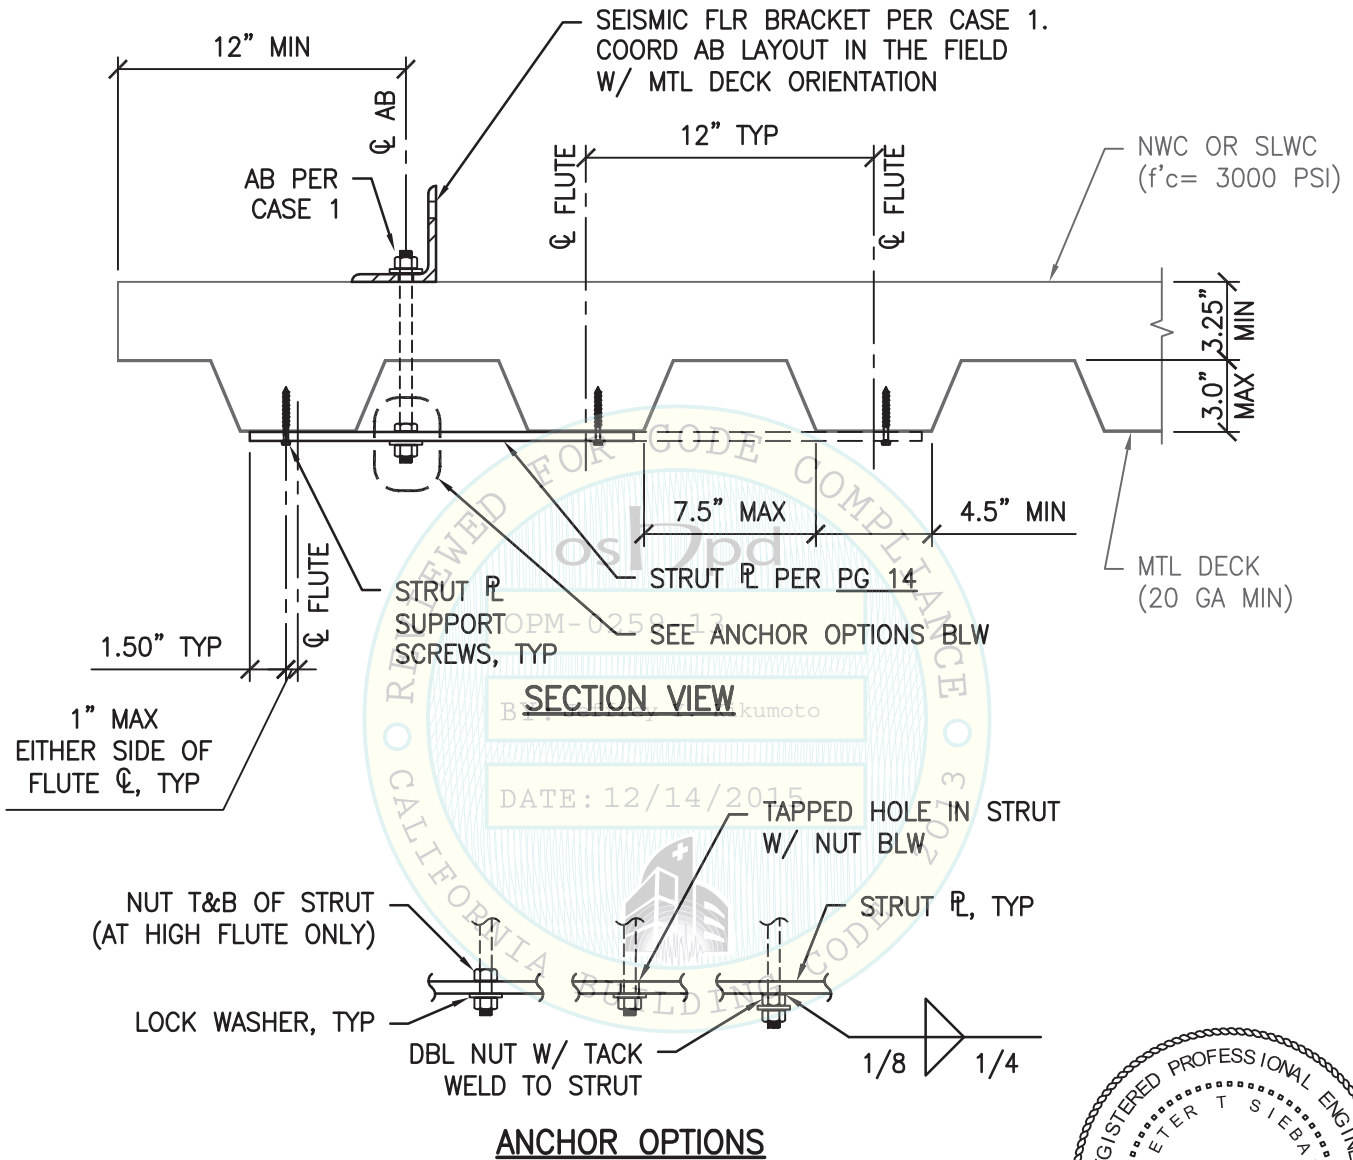 SEISMIC FLR BRACKET PER CASE 1.
COORD AB LAYOUT IN THE FIELD
W/ MTL DECK ORIENTATION
12" MIN
℄ AB
12" TYP
℄ FLUTE
℄ FLUTE
NWC OR SLWC
(f'c= 3000 PSI)
AB PER
CASE 1
3.25"
MIN
3.0"
MAX
7.5" MAX
4.5" MIN
MTL DECK
(20 GA MIN)
℄ FLUTE
STRUT ⅊
SUPPORT
SCREWS, TYP
STRUT ⅊ PER PG 14
SEE ANCHOR OPTIONS BLW
1.50" TYP
1" MAX
EITHER SIDE OF
FLUTE ℄, TYP
SECTION VIEW
REVIEWED FOR CODE COMPLIANCE
CALIFORNIA BUILDING CODE 2013
oshpd
OPM-0259-13
BY:
DATE: 12/14/2015
TAPPED HOLE IN STRUT
W/ NUT BLW
NUT T&B OF STRUT
(AT HIGH FLUTE ONLY)
STRUT ⅊, TYP
LOCK WASHER, TYP
DBL NUT W/ TACK
WELD TO STRUT
1/8
1/4
ANCHOR OPTIONS
GISTERED PROFESSIONAL ENGINE
ETER T SIEBA